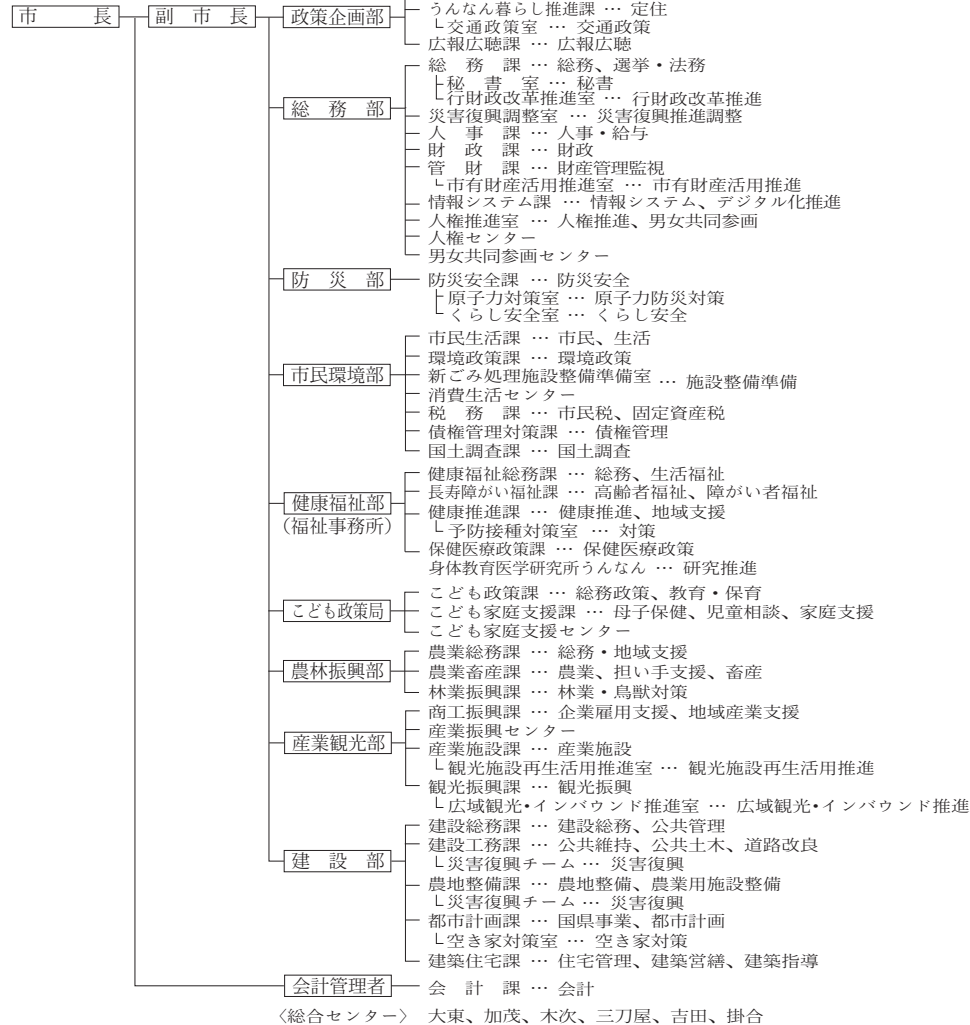 市　　長　副　市　長　政策企画部　うんなん暮らし推進課 … 定住
交通政策室 … 交通政策
広報広聴課 … 広報広聴
総　務　部
総　務　課 … 総務、選挙・法務
秘　書　室 … 秘書
行財政改革推進室 … 行財政改革推進
災害復興調整室 … 災害復興推進調整
人　事　課 … 人事・給与
財　政　課 … 財政
管　財　課 … 財産管理監視
市有財産活用推進室 … 市有財産活用推進
情報システム課 … 情報システム、デジタル化推進
人権推進室 … 人権推進、男女共同参画
人権センター
男女共同参画センター
防　災　部　防災安全課 … 防災安全
原子力対策室 … 原子力防災対策
くらし安全室 … くらし安全
市民環境部
市民生活課 … 市民、生活
環境政策課 … 環境政策
新ごみ処理施設整備準備室 … 施設整備準備
消費生活センター
税　務　課 … 市民税、固定資産税
債権管理対策課 … 債権管理
国土調査課 … 国土調査
健康福祉部
(福祉事務所)
健康福祉総務課 … 総務、生活福祉
長寿障がい福祉課 … 高齢者福祉、障がい者福祉
健康推進課 … 健康推進、地域支援
予防接種対策室 … 対策
保健医療政策課 … 保健医療政策
身体教育医学研究所うんなん … 研究推進
こども政策局
こども政策課 … 総務政策、教育・保育
こども家庭支援課 … 母子保健、児童相談、家庭支援
こども家庭支援センター
農林振興部
農業総務課 … 総務・地域支援
農業畜産課 … 農業、担い手支援、畜産
林業振興課 … 林業・鳥獣対策
産業観光部
商工振興課 … 企業雇用支援、地域産業支援
産業振興センター
産業施設課 … 産業施設
観光施設再生活用推進室 … 観光施設再生活用推進
観光振興課 … 観光振興
広域観光・インバウンド推進室 … 広域観光・インバウンド推進
建　設　部
建設総務課 … 建設総務、公共管理
建設工務課 … 公共維持、公共土木、道路改良
災害復興チーム … 災害復興
農地整備課 … 農地整備、農業用施設整備
災害復興チーム … 災害復興
都市計画課 … 国県事業、都市計画
空き家対策室 … 空き家対策
建築住宅課 … 住宅管理、建築営繕、建築指導
会計管理者　会　計　課 … 会計
〈総合センター〉　大東、加茂、木次、三刀屋、吉田、掛合